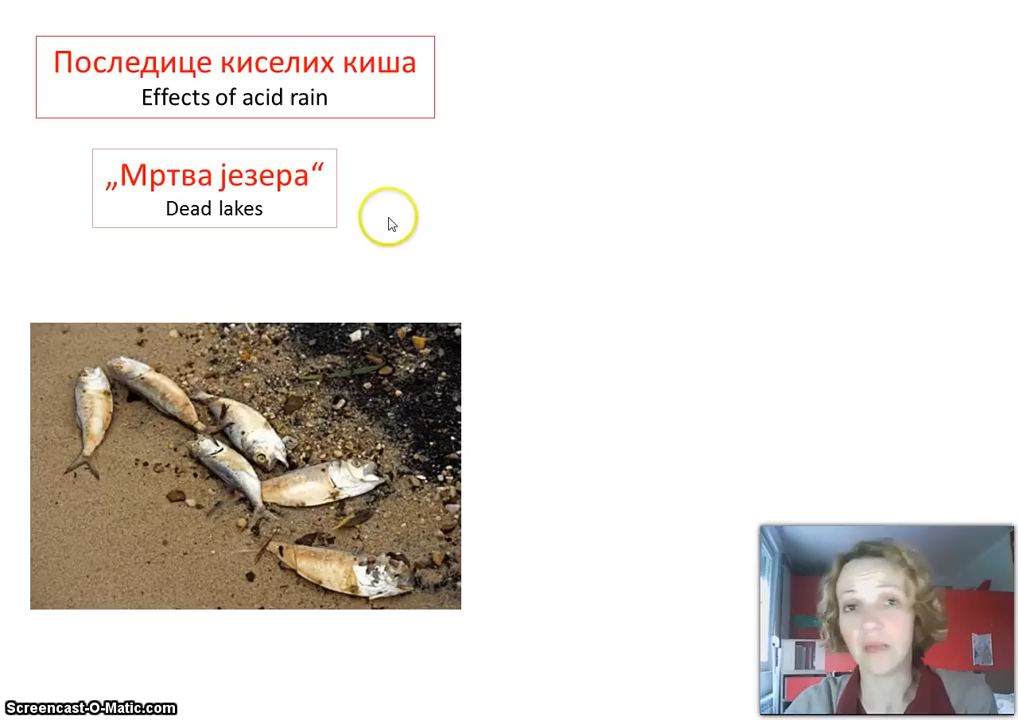 Последице киселих киша
Effects of acid rain
„Мртва језера“
Dead lakes
Screencast-O-Matic.com